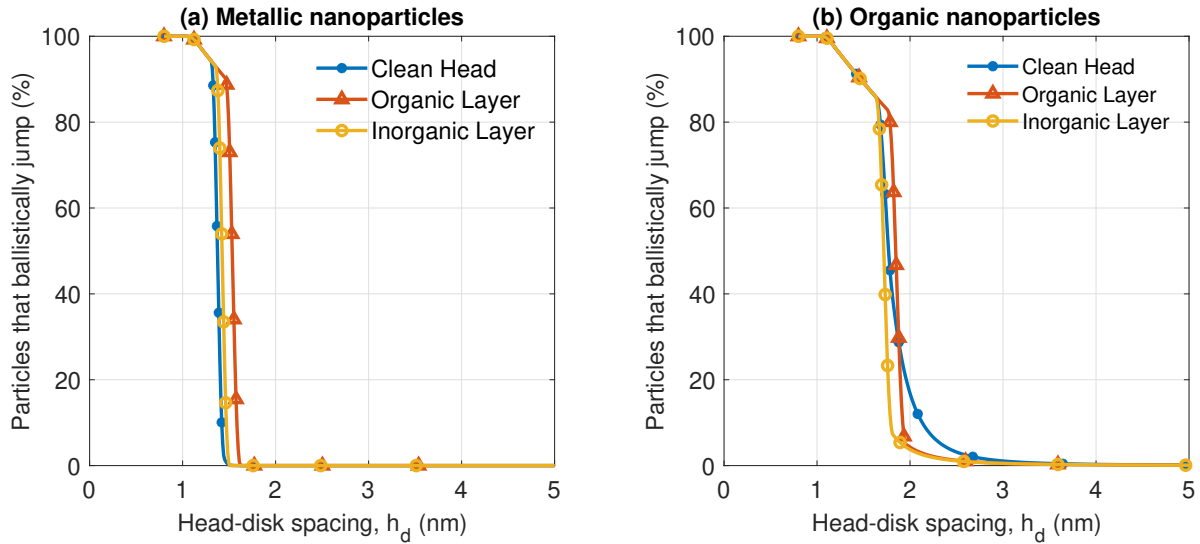 (a) Metallic nanoparticles
Particles that ballistically jump (%)
100
80
60
40
20
0
Clean Head
Organic Layer
Inorganic Layer
0 1 2 3 4 5
Head-disk spacing, h_d (nm)
(b) Organic nanoparticles
Particles that ballistically jump (%)
100
80
60
40
20
0
Clean Head
Organic Layer
Inorganic Layer
0 1 2 3 4 5
Head-disk spacing, h_d (nm)